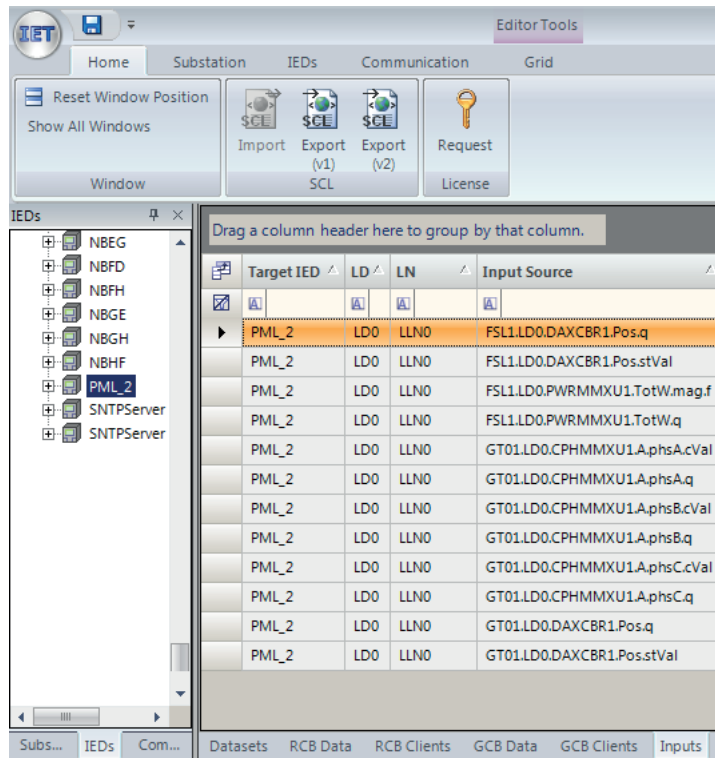 IET
Editor Tools
Home Substation IEDs Communication Grid
Reset Window Position
Show All Windows
Window
SCL SCL SCL
Import Export (v1) Export (v2)
SCL
Request
License
IEDs
NBEG
NBFD
NBFH
NBGE
NBGH
NBHF
PML_2
SNTPServer
SNTPServer
Drag a column header here to group by that column.
Target IED LD LN Input Source
A A A A
PML_2 LD0 LLN0 FSL1.LD0.DAXCBR1.Pos.q
PML_2 LD0 LLN0 FSL1.LD0.DAXCBR1.Pos.stVal
PML_2 LD0 LLN0 FSL1.LD0.PWRMMXU1.TotW.mag.f
PML_2 LD0 LLN0 FSL1.LD0.PWRMMXU1.TotW.q
PML_2 LD0 LLN0 GT01.LD0.CPHMMXU1.A.phsA.cVal
PML_2 LD0 LLN0 GT01.LD0.CPHMMXU1.A.phsA.q
PML_2 LD0 LLN0 GT01.LD0.CPHMMXU1.A.phsB.cVal
PML_2 LD0 LLN0 GT01.LD0.CPHMMXU1.A.phsB.q
PML_2 LD0 LLN0 GT01.LD0.CPHMMXU1.A.phsC.cVal
PML_2 LD0 LLN0 GT01.LD0.CPHMMXU1.A.phsC.q
PML_2 LD0 LLN0 GT01.LD0.DAXCBR1.Pos.q
PML_2 LD0 LLN0 GT01.LD0.DAXCBR1.Pos.stVal
Subs... IEDs Com...
Datasets RCB Data RCB Clients GCB Data GCB Clients Inputs